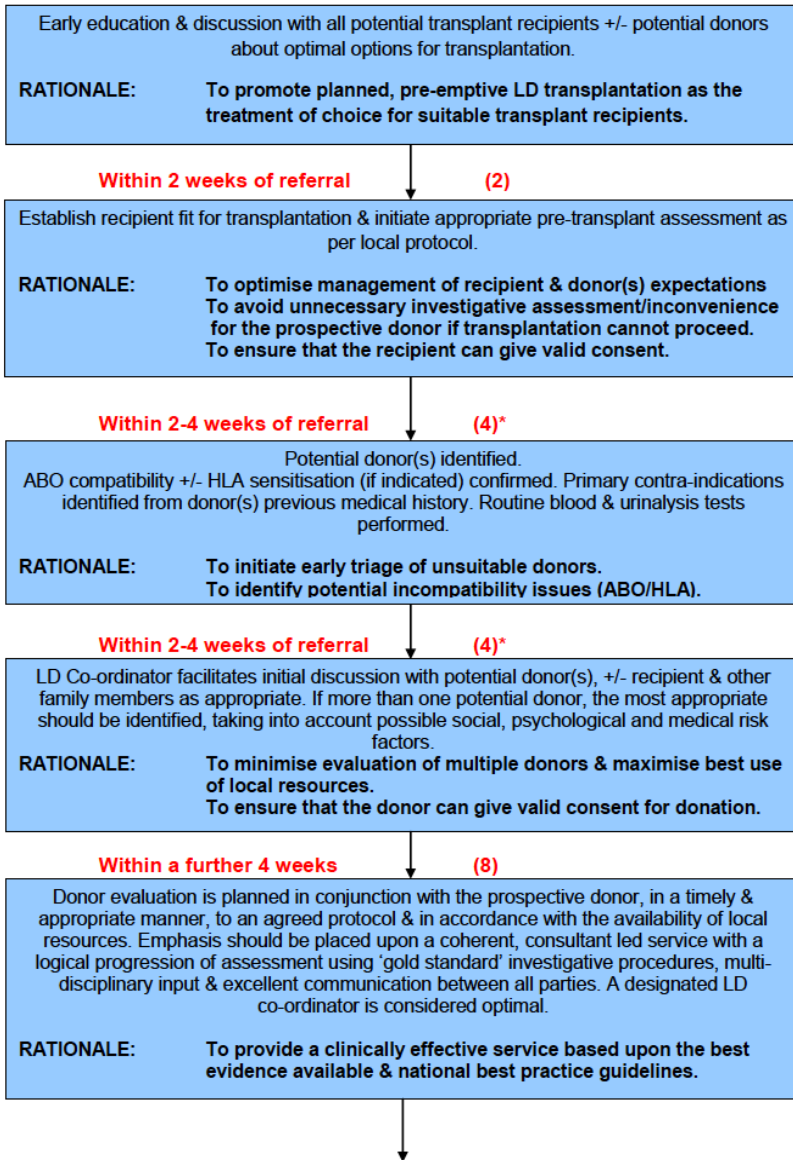 Early education & discussion with all potential transplant recipients +/- potential donors
about optimal options for transplantation.
RATIONALE: To promote planned, pre-emptive LD transplantation as the
treatment of choice for suitable transplant recipients.
Within 2 weeks of referral (2)
Establish recipient fit for transplantation & initiate appropriate pre-transplant assessment as
per local protocol.
RATIONALE: To optimise management of recipient & donor(s) expectations
To avoid unnecessary investigative assessment/inconvenience
for the prospective donor if transplantation cannot proceed.
To ensure that the recipient can give valid consent.
Within 2-4 weeks of referral (4)*
Potential donor(s) identified.
ABO compatibility +/- HLA sensitisation (if indicated) confirmed. Primary contra-indications
identified from donor(s) previous medical history. Routine blood & urinalysis tests
performed.
RATIONALE: To initiate early triage of unsuitable donors.
To identify potential incompatibility issues (ABO/HLA).
Within 2-4 weeks of referral (4)*
LD Co-ordinator facilitates initial discussion with potential donor(s), +/- recipient & other
family members as appropriate. If more than one potential donor, the most appropriate
should be identified, taking into account possible social, psychological and medical risk
factors.
RATIONALE: To minimise evaluation of multiple donors & maximise best use
of local resources.
To ensure that the donor can give valid consent for donation.
Within a further 4 weeks (8)
Donor evaluation is planned in conjunction with the prospective donor, in a timely &
appropriate manner, to an agreed protocol & in accordance with the availability of local
resources. Emphasis should be placed upon a coherent, consultant led service with a
logical progression of assessment using ‘gold standard’ investigative procedures, multi-
disciplinary input & excellent communication between all parties. A designated LD
co-ordinator is considered optimal.
RATIONALE: To provide a clinically effective service based upon the best
evidence available & national best practice guidelines.